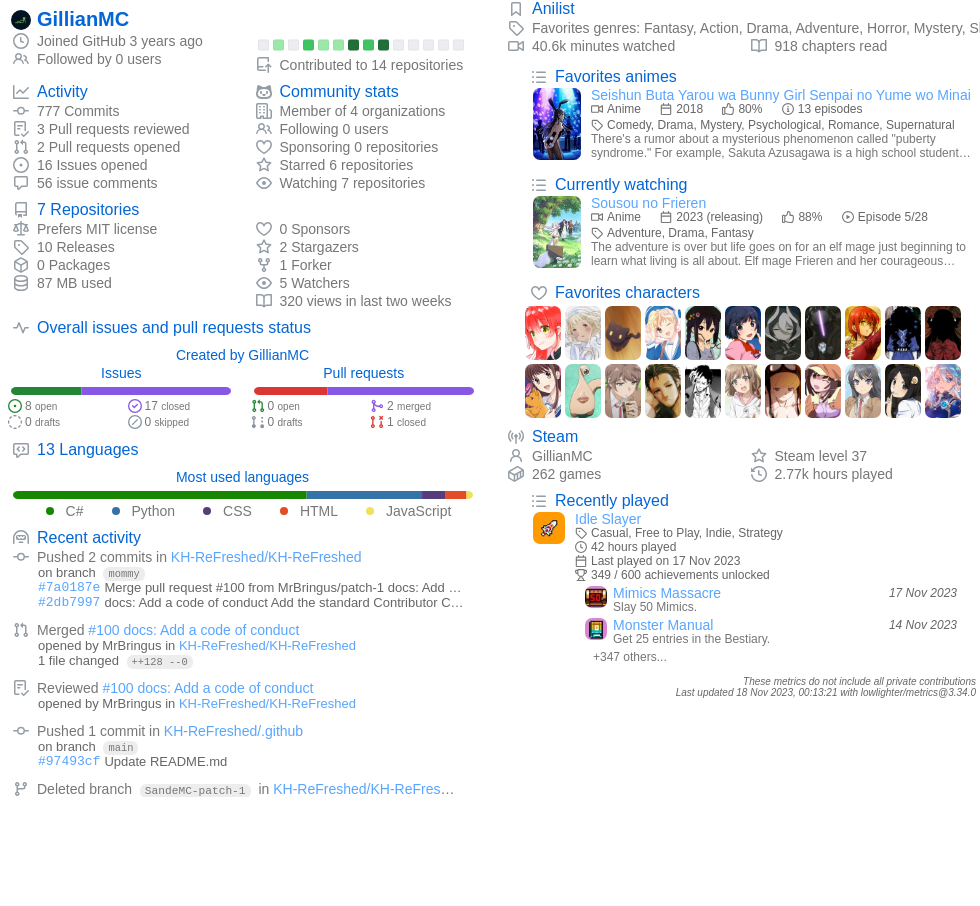 GillianMC
Joined GitHub 3 years ago
Followed by 0 users
Contributed to 14 repositories
Activity
777 Commits
3 Pull requests reviewed
2 Pull requests opened
16 Issues opened
56 issue comments
Community stats
Member of 4 organizations
Following 0 users
Sponsoring 0 repositories
Starred 6 repositories
Watching 7 repositories
7 Repositories
Prefers MIT license
10 Releases
0 Packages
87 MB used
0 Sponsors
2 Stargazers
1 Forker
5 Watchers
320 views in last two weeks
Overall issues and pull requests status
Created by GillianMC
Issues
8 open
17 closed
0 drafts
0 skipped
Pull requests
0 open
2 merged
0 drafts
1 closed
13 Languages
Most used languages
C# Python CSS HTML JavaScript
Recent activity
Pushed 2 commits in KH-ReFreshed/KH-ReFreshed
on branch mommy
#7a0187e Merge pull request #100 from MrBringus/patch-1 docs: Add …
#2db7997 docs: Add a code of conduct Add the standard Contributor C…
Merged #100 docs: Add a code of conduct
opened by MrBringus in KH-ReFreshed/KH-ReFreshed
1 file changed ++128 --0
Reviewed #100 docs: Add a code of conduct
opened by MrBringus in KH-ReFreshed/KH-ReFreshed
Pushed 1 commit in KH-ReFreshed/.github
on branch main
#97493cf Update README.md
Deleted branch SandeMC-patch-1 in KH-ReFreshed/KH-ReFres…
Anilist
Favorites genres: Fantasy, Action, Drama, Adventure, Horror, Mystery, Sl
40.6k minutes watched
918 chapters read
Favorites animes
Seishun Buta Yarou wa Bunny Girl Senpai no Yume wo Minai
Anime 2018 80% 13 episodes
Comedy, Drama, Mystery, Psychological, Romance, Supernatural
There's a rumor about a mysterious phenomenon called "puberty
syndrome." For example, Sakuta Azusagawa is a high school student…
Currently watching
Sousou no Frieren
Anime 2023 (releasing) 88% Episode 5/28
Adventure, Drama, Fantasy
The adventure is over but life goes on for an elf mage just beginning to
learn what living is all about. Elf mage Frieren and her courageous…
Favorites characters
Steam
GillianMC
Steam level 37
262 games
2.77k hours played
Recently played
Idle Slayer
Casual, Free to Play, Indie, Strategy
42 hours played
Last played on 17 Nov 2023
349 / 600 achievements unlocked
Mimics Massacre 17 Nov 2023
Slay 50 Mimics.
Monster Manual 14 Nov 2023
Get 25 entries in the Bestiary.
+347 others...
These metrics do not include all private contributions
Last updated 18 Nov 2023, 00:13:21 with lowlighter/metrics@3.34.0